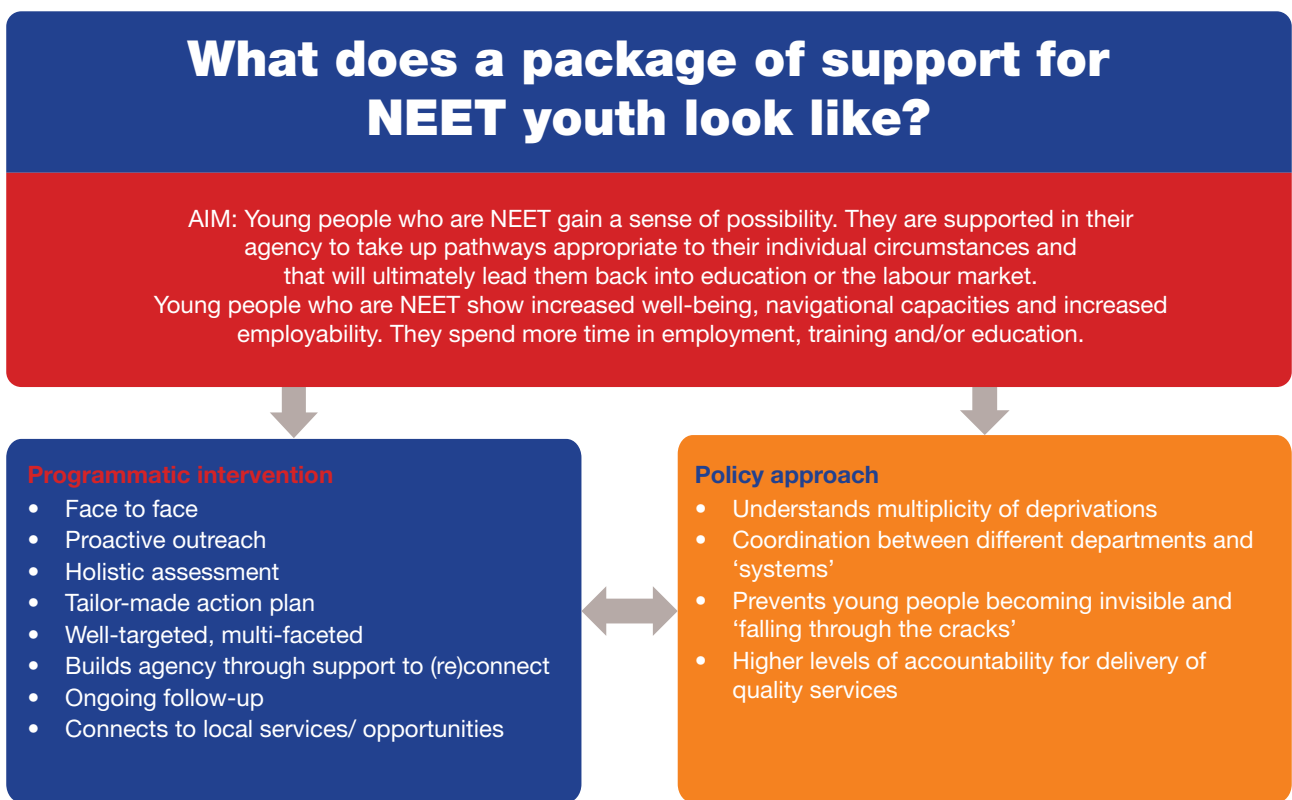 What does a package of support for
NEET youth look like?
AIM: Young people who are NEET gain a sense of possibility. They are supported in their
agency to take up pathways appropriate to their individual circumstances and
that will ultimately lead them back into education or the labour market.
Young people who are NEET show increased well-being, navigational capacities and increased
employability. They spend more time in employment, training and/or education.
Programmatic intervention
• Face to face
• Proactive outreach
• Holistic assessment
• Tailor-made action plan
• Well-targeted, multi-faceted
• Builds agency through support to (re)connect
• Ongoing follow-up
• Connects to local services/ opportunities
Policy approach
• Understands multiplicity of deprivations
• Coordination between different departments and
‘systems’
• Prevents young people becoming invisible and
‘falling through the cracks’
• Higher levels of accountability for delivery of
quality services